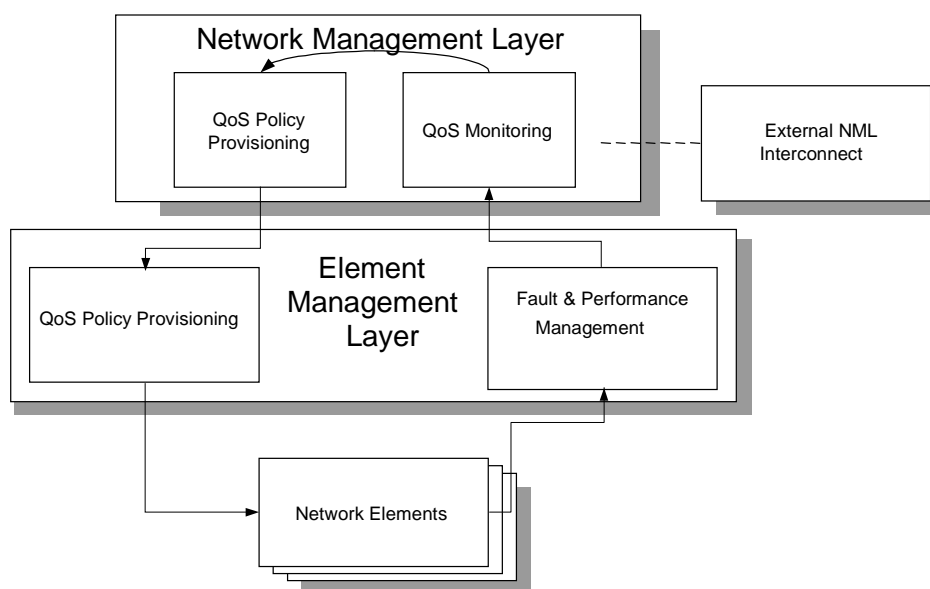 Network Management Layer
QoS Policy
Provisioning
QoS Monitoring
External NML
Interconnect
Element
Management
Layer
QoS Policy Provisioning
Fault & Performance
Management
Network Elements